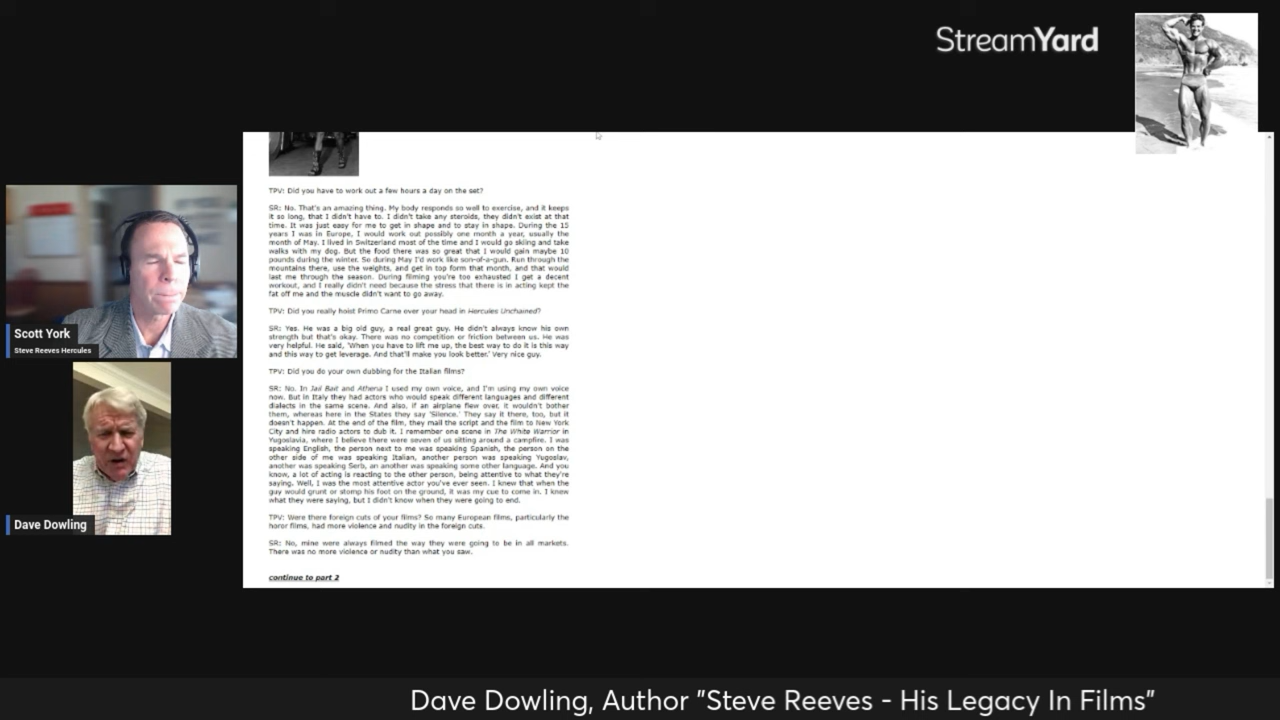 StreamYard
TPV: Did you have to work out a few hours a day on the set?
SR: No. That's an amazing thing. My body responds so well to exercise, and it keeps
it so long, that I didn't have to. I didn't take any steroids, they didn't exist at that
time. It was just easy for me to get in shape and to stay in shape. During the 15
years I was in Europe, I would work out possibly one month a year, usually the
month of May. I lived in Switzerland most of the time and I would go skiing and take
walks with my dog. But the food there was so great that I would gain maybe 10
pounds during the winter. So during May I'd work like son-of-a-gun. Run through the
mountains there, use the weights, and get in top form that month, and that would
last me through the season. During filming you're too exhausted I get a decent
workout, and I really didn't need because the stress that there is in acting kept the
fat off me and the muscle didn't want to go away.
TPV: Did you really hoist Primo Carne over your head in Hercules Unchained?
SR: Yes. He was a big old guy, a real great guy. He didn't always know his own
strength but that's okay. There was no competition or friction between us. He was
very helpful. He said, 'When you have to lift me up, the best way to do it is this way
and this way to get leverage. And that'll make you look better.' Very nice guy.
TPV: Did you do your own dubbing for the Italian films?
SR: No. In Jail Bait and Athena I used my own voice, and I'm using my own voice
now. But in Italy they had actors who would speak different languages and different
dialects in the same scene. And also, if an airplane flew over, it wouldn't bother
them, whereas here in the States they say 'Silence.' They say it there, too, but it
doesn't happen. At the end of the film, they mail the script and the film to New York
City and hire radio actors to dub it. I remember one scene in The White Warrior in
Yugoslavia, where I believe there were seven of us sitting around a campfire. I was
speaking English, the person next to me was speaking Spanish, the person on the
other side of me was speaking Italian, another person was speaking Yugoslav,
another was speaking Serb, an another was speaking some other language. And you
know, a lot of acting is reacting to the other person, being attentive to what they're
saying. Well, I was the most attentive actor you've ever seen. I knew that when the
guy would grunt or stomp his foot on the ground, it was my cue to come in. I knew
what they were saying, but I didn't know when they were going to end.
TPV: Were there foreign cuts of your films? So many European films, particularly the
horor films, had more violence and nudity in the foreign cuts.
SR: No, mine were always filmed the way they were going to be in all markets.
There was no more violence or nudity than what you saw.
continue to part 2
Scott York
Steve Reeves Hercules
Dave Dowling
Dave Dowling, Author "Steve Reeves - His Legacy In Films"